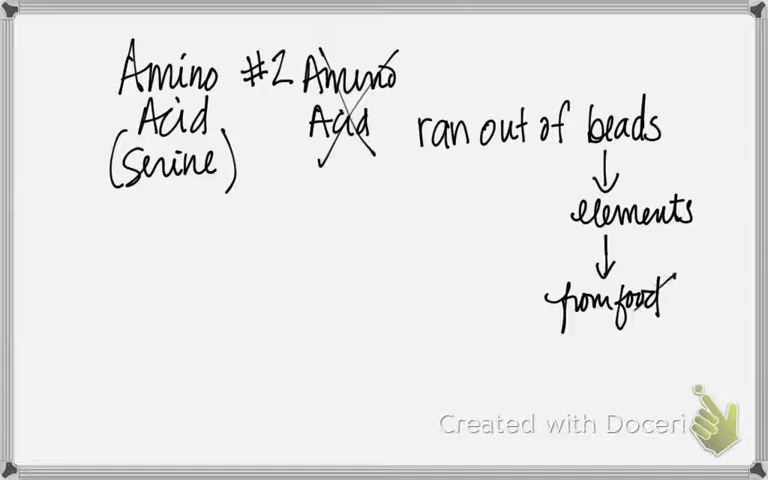 Amino #2 Amino
Acid Acid ran out of beads
(Serine)
elements
from food
Created with Doceri